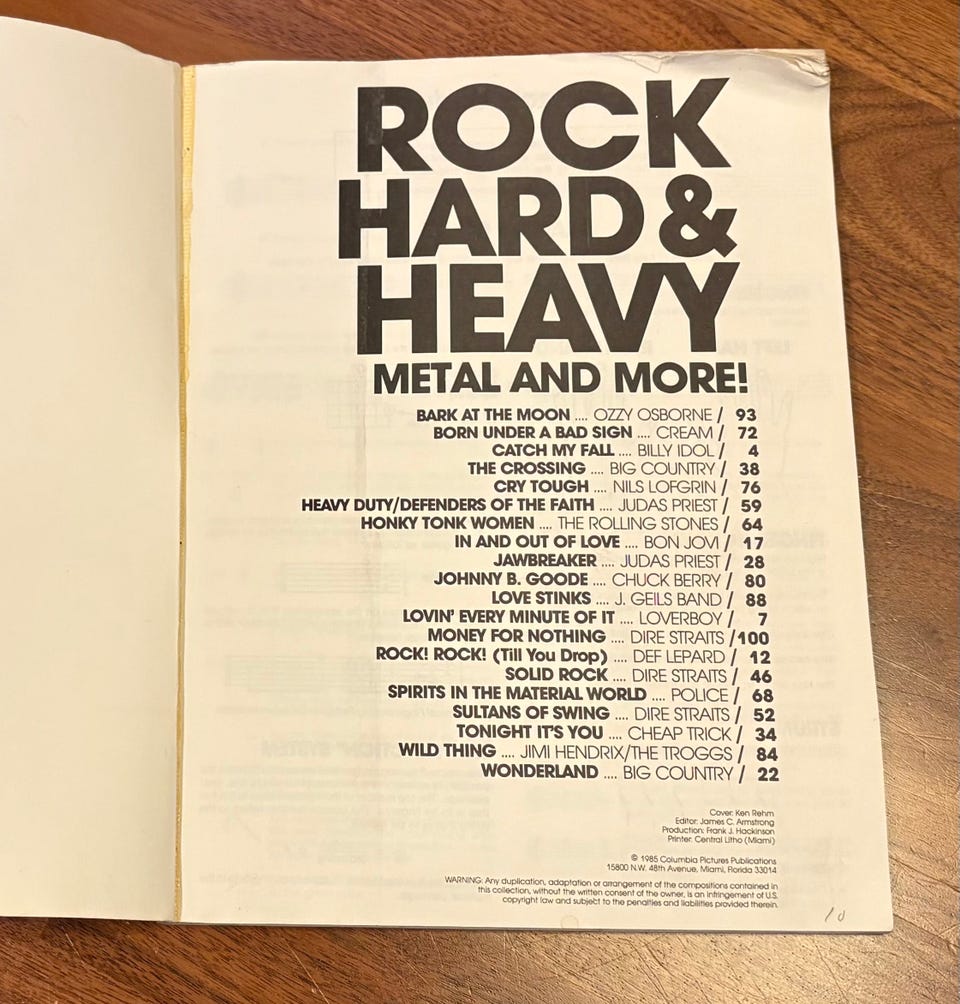 ROCK
HARD &
HEAVY
METAL AND MORE!
BARK AT THE MOON .... OZZY OSBORNE / 93
BORN UNDER A BAD SIGN .... CREAM / 72
CATCH MY FALL .... BILLY IDOL / 4
THE CROSSING .... BIG COUNTRY / 38
CRY TOUGH .... NILS LOFGRIN / 76
HEAVY DUTY/DEFENDERS OF THE FAITH .... JUDAS PRIEST / 59
HONKY TONK WOMEN .... THE ROLLING STONES / 64
IN AND OUT OF LOVE .... BON JOVI / 17
JAWBREAKER .... JUDAS PRIEST / 28
JOHNNY B. GOODE .... CHUCK BERRY / 80
LOVE STINKS .... J. GEILS BAND / 88
LOVIN' EVERY MINUTE OF IT .... LOVERBOY / 7
MONEY FOR NOTHING .... DIRE STRAITS /100
ROCK! ROCK! (Till You Drop) .... DEF LEPARD / 12
SOLID ROCK .... DIRE STRAITS / 46
SPIRITS IN THE MATERIAL WORLD .... POLICE / 68
SULTANS OF SWING .... DIRE STRAITS / 52
TONIGHT IT'S YOU .... CHEAP TRICK / 34
WILD THING .... JIMI HENDRIX/THE TROGGS / 84
WONDERLAND .... BIG COUNTRY / 22
Cover: Ken Rehm
Editor: James C. Armstrong
Production: Frank J. Hackinson
Printer: Central Litho (Miami)
© 1985 Columbia Pictures Publications
15800 N.W. 48th Avenue, Miami, Florida 33014
WARNING: Any duplication, adaptation or arrangement of the compositions contained in
this collection, without the written consent of the owner, is an infringement of U.S.
copyright law and subject to the penalties and liabilities provided therein.
10